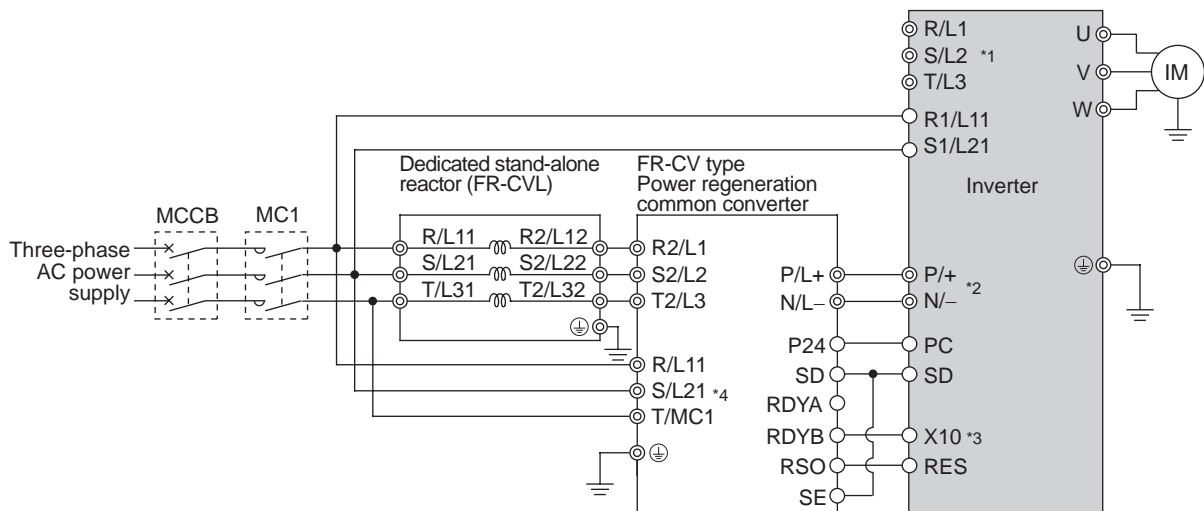 R/L1
S/L2 *1
T/L3
R1/L11
S1/L21
Inverter
U
V
W
IM
Dedicated stand-alone
reactor (FR-CVL)
FR-CV type
Power regeneration
common converter
MCCB
MC1
Three-phase
AC power
supply
R/L11
R2/L12
S/L21
S2/L22
T/L31
T2/L32
R2/L1
S2/L2
T2/L3
R/L11
S/L21 *4
T/MC1
P/L+
N/L−
P24
SD
RDYA
RDYB
RSO
SE
P/+
*2
N/−
PC
SD
X10 *3
RES